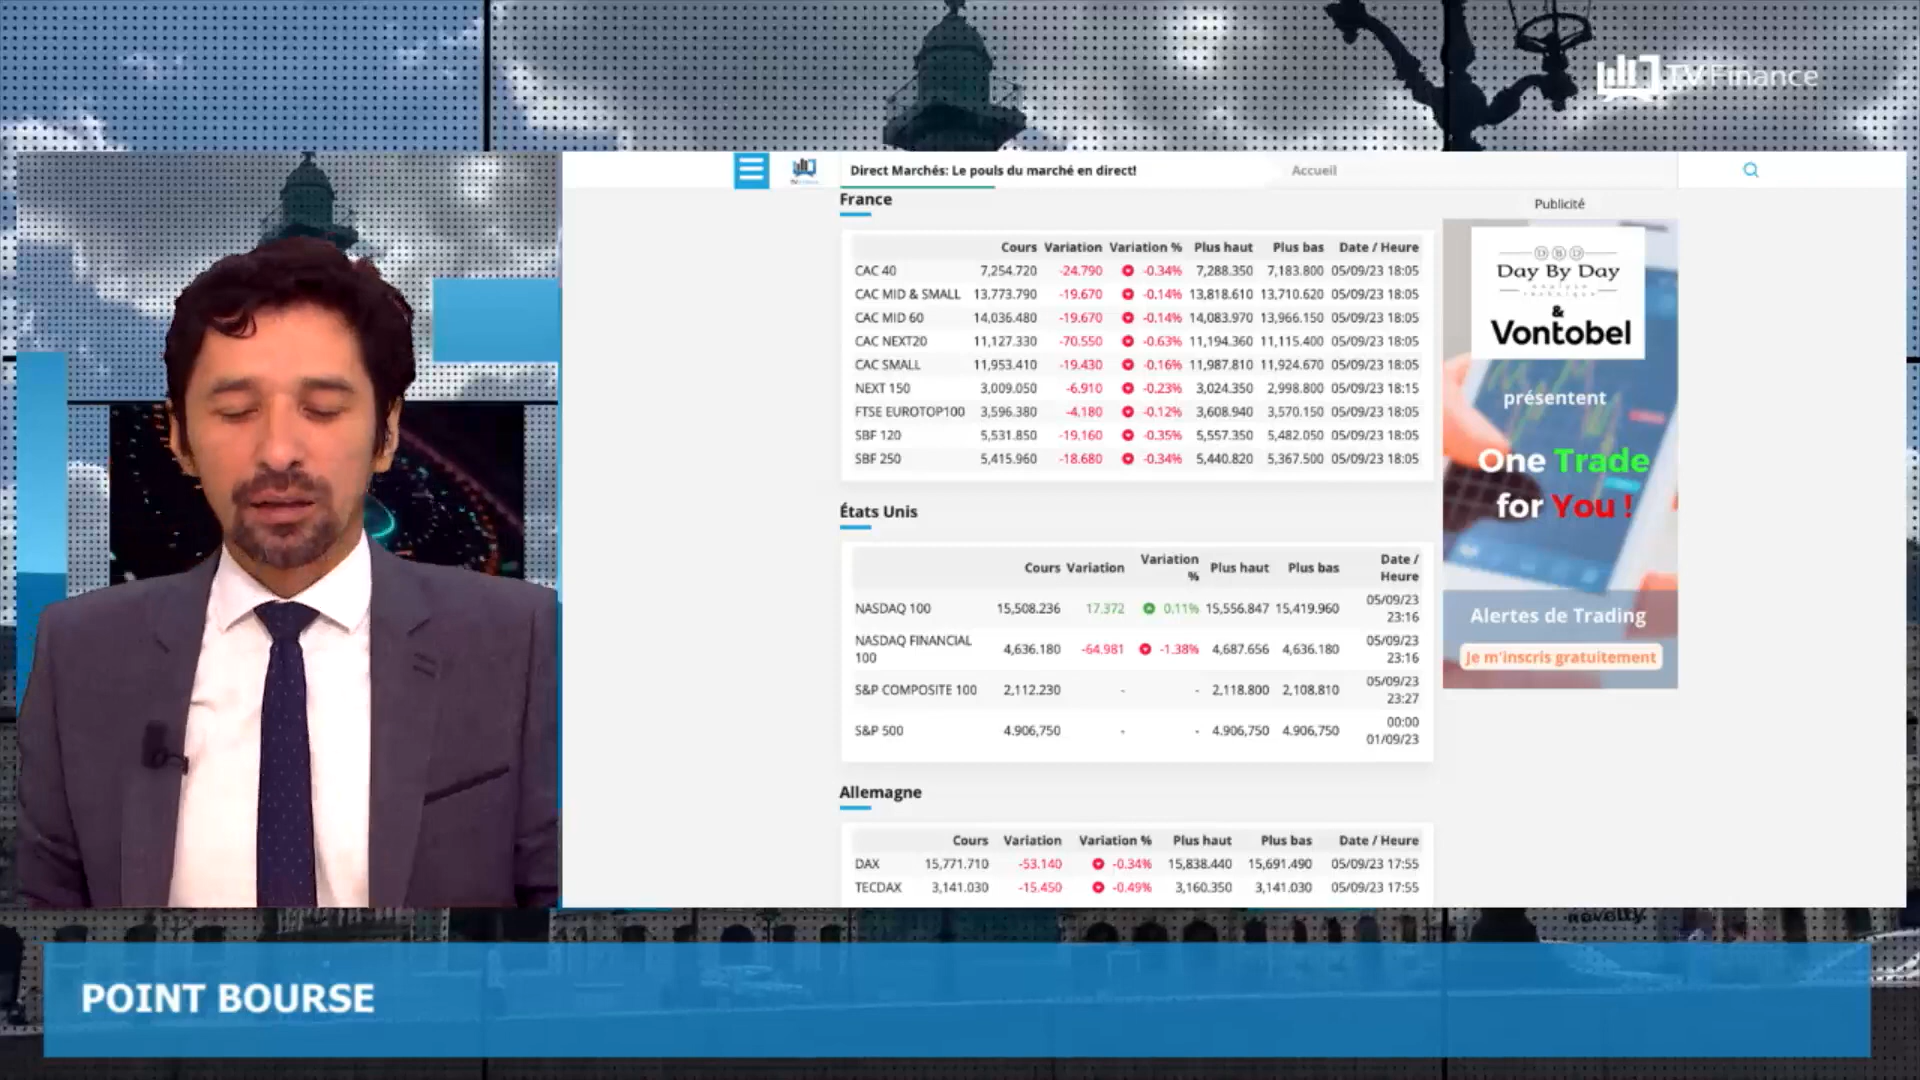 TVFinance
Direct Marchés: Le pouls du marché en direct!
Accueil
France
Cours Variation Variation % Plus haut Plus bas Date / Heure
CAC 40 7,254.720 -24.790 -0.34% 7,288.350 7,183.800 05/09/23 18:05
CAC MID & SMALL 13,773.790 -19.670 -0.14% 13,818.610 13,710.620 05/09/23 18:05
CAC MID 60 14,036.480 -19.670 -0.14% 14,083.970 13,966.150 05/09/23 18:05
CAC NEXT20 11,127.330 -70.550 -0.63% 11,194.360 11,115.400 05/09/23 18:05
CAC SMALL 11,953.410 -19.430 -0.16% 11,987.810 11,924.670 05/09/23 18:05
NEXT 150 3,009.050 -6.910 -0.23% 3,024.350 2,998.800 05/09/23 18:15
FTSE EUROTOP100 3,596.380 -4.180 -0.12% 3,608.940 3,570.150 05/09/23 18:05
SBF 120 5,531.850 -19.160 -0.35% 5,557.350 5,482.050 05/09/23 18:05
SBF 250 5,415.960 -18.680 -0.34% 5,440.820 5,367.500 05/09/23 18:05
États Unis
Cours Variation Variation % Plus haut Plus bas Date / Heure
NASDAQ 100 15,508.236 17.372 0.11% 15,556.847 15,419.960 05/09/23 23:16
NASDAQ FINANCIAL 100 4,636.180 -64.981 -1.38% 4,687.656 4,636.180 05/09/23 23:16
S&P COMPOSITE 100 2,112.230 - - 2,118.800 2,108.810 05/09/23 23:27
S&P 500 4.906,750 - - 4.906,750 4.906,750 00:00 01/09/23
Allemagne
Cours Variation Variation % Plus haut Plus bas Date / Heure
DAX 15,771.710 -53.140 -0.34% 15,838.440 15,691.490 05/09/23 17:55
TECDAX 3,141.030 -15.450 -0.49% 3,160.350 3,141.030 05/09/23 17:55
Publicité
D B D
Day By Day
&
Vontobel
présentent
One Trade
for You !
Alertes de Trading
Je m'inscris gratuitement
novelty.
POINT BOURSE